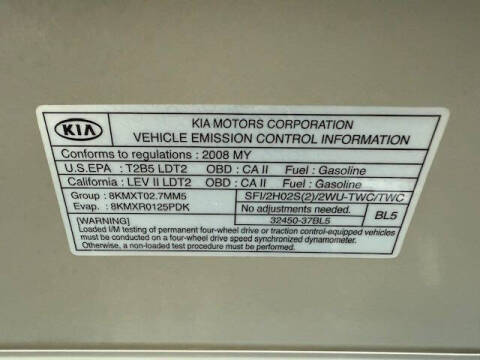 KIA
KIA MOTORS CORPORATION
VEHICLE EMISSION CONTROL INFORMATION
Conforms to regulations : 2008 MY
U.S.EPA : T2B5 LDT2 OBD : CA II Fuel : Gasoline
California : LEV II LDT2 OBD : CA II Fuel : Gasoline
Group : 8KMXT02.7MM5 SFI/2H02S(2)/2WU-TWC/TWC
Evap. : 8KMXR0125PDK No adjustments needed. BL5
[WARNING] 32450-37BL5
Loaded I/M testing of permanent four-wheel drive or traction control-equipped vehicles
must be conducted on a four-wheel drive speed synchronized dynamometer.
Otherwise, a non-loaded test procedure must be performed.